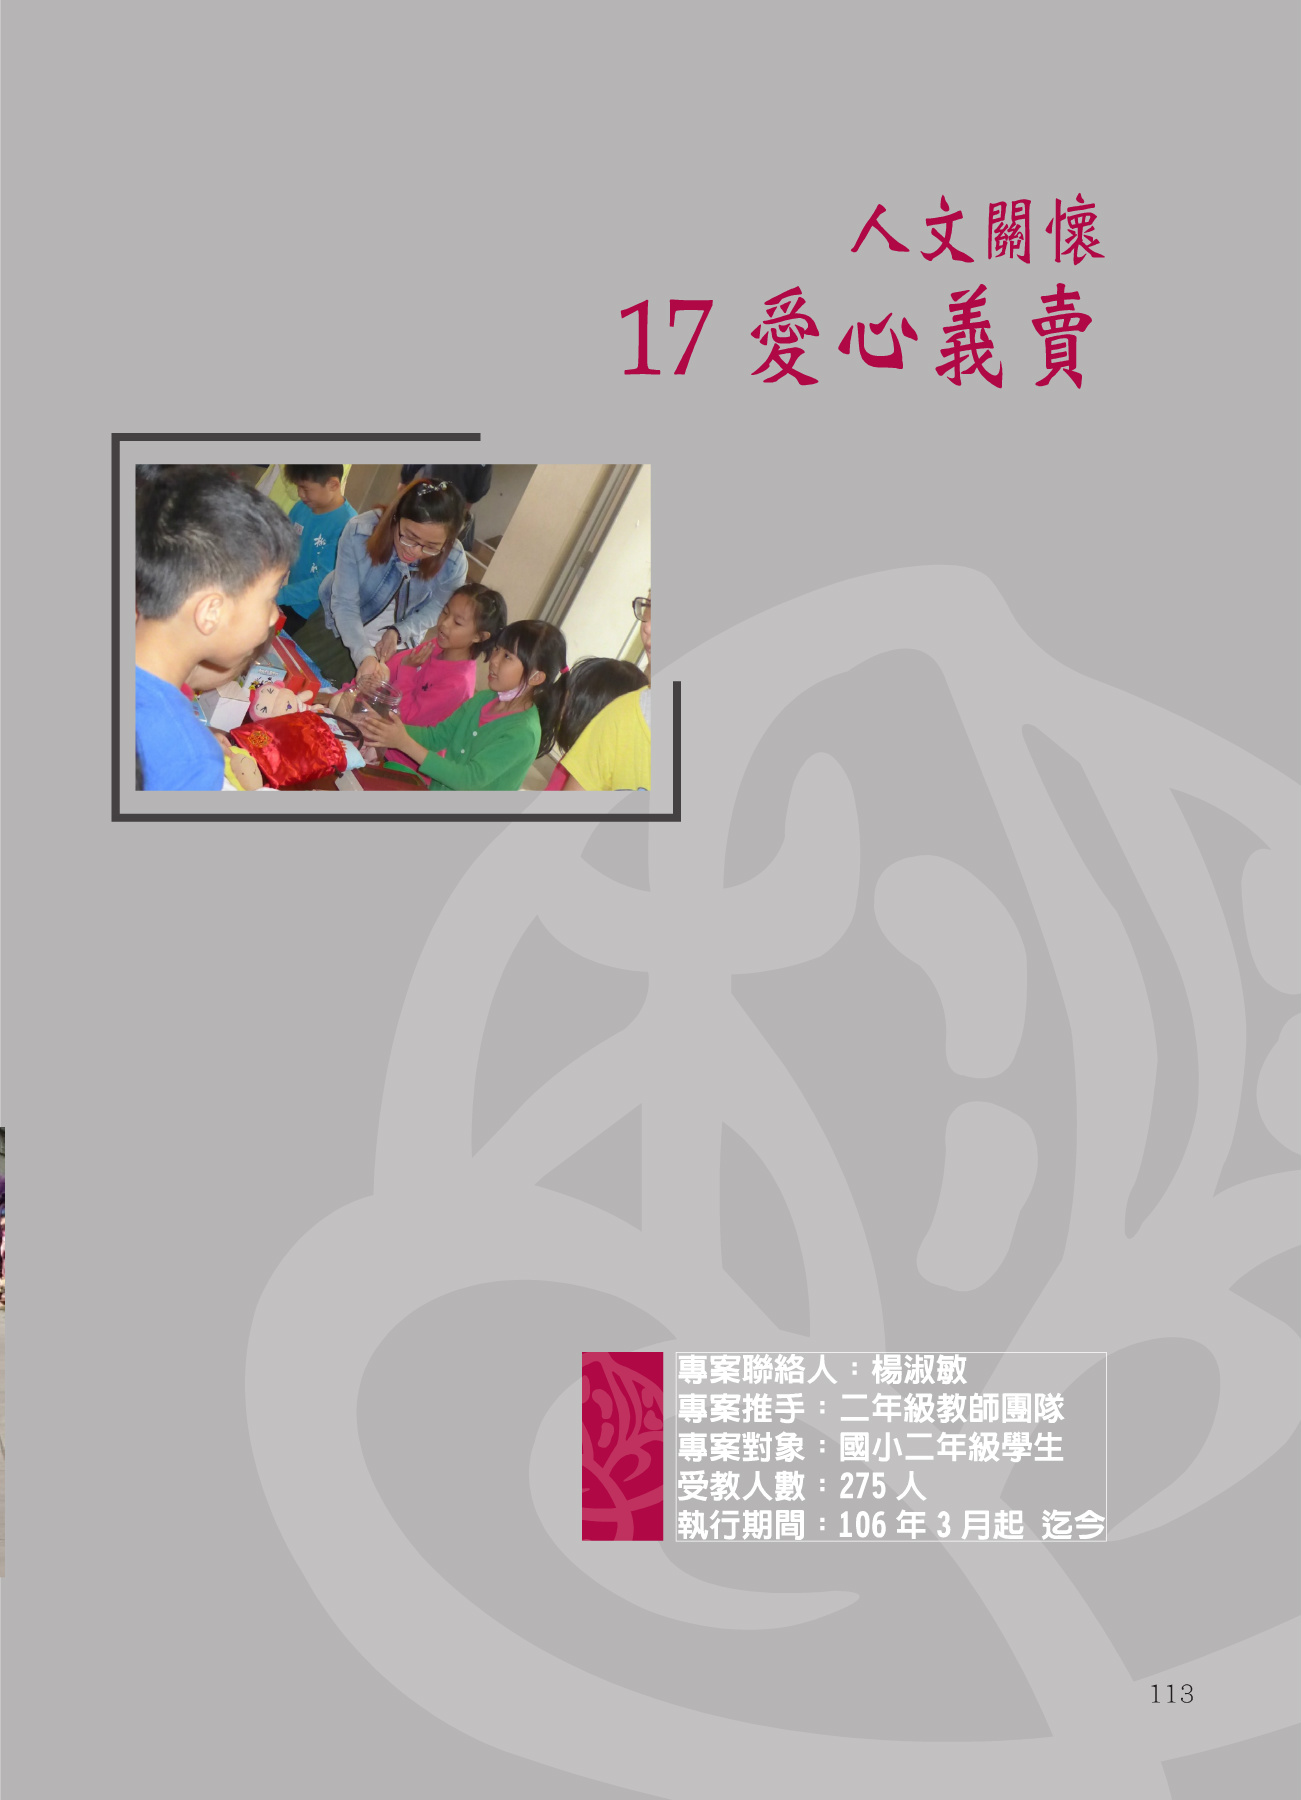 人文關懷
17 愛心義賣
專案聯絡人：楊淑敏
專案推手：二年級教師團隊
專案對象：國小二年級學生
受教人數：275 人
執行期間：106 年 3 月起 迄今
113